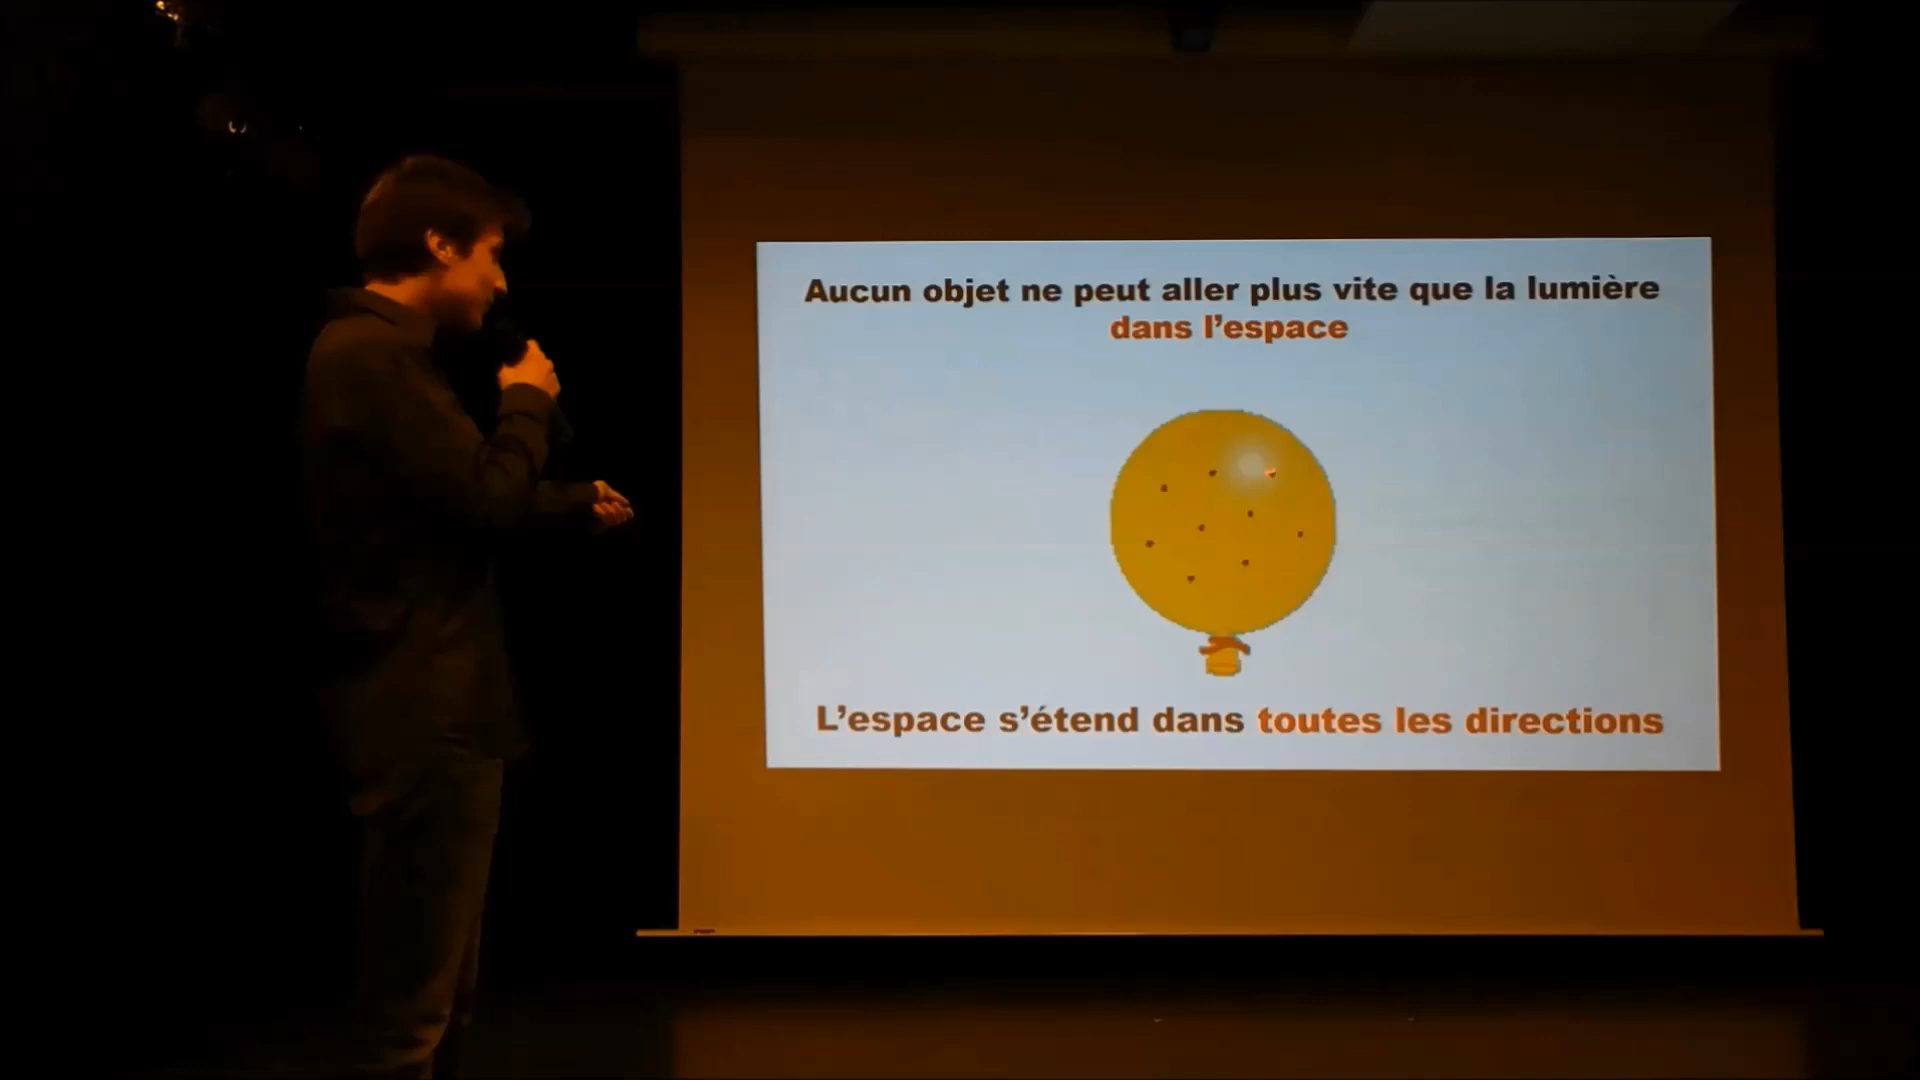 Aucun objet ne peut aller plus vite que la lumière
dans l’espace
L’espace s’étend dans toutes les directions